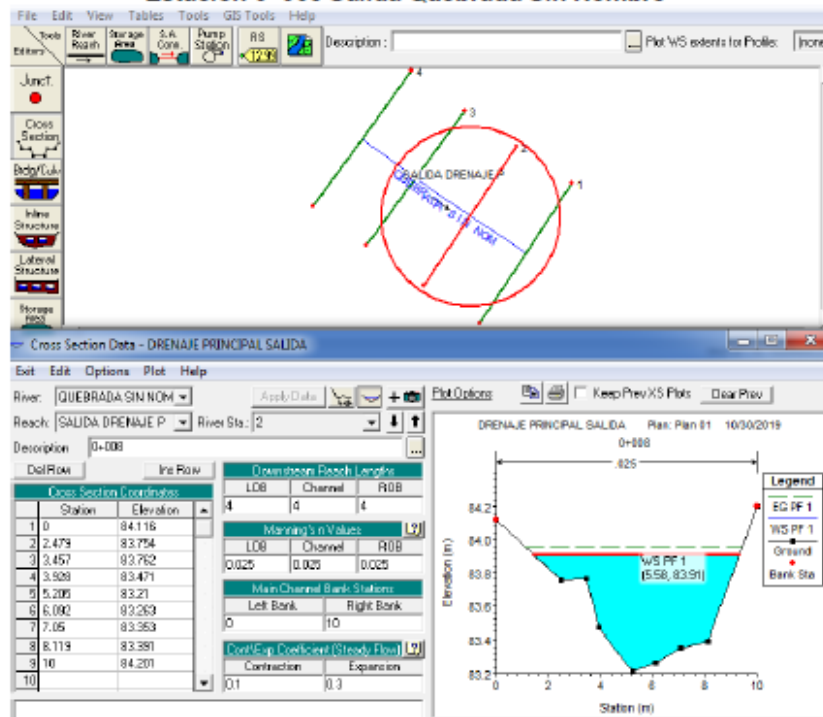 File Edit View Tables Tools GIS Tools Help
Tools
Editors
River Reach
Storage Area
S.A. Conn.
Pump Station
RS
Description :
...
Plot WS extents for Profile:
(none
Junct.
Cross Section
Brdg/Culv
Inline Structure
Lateral Structure
Storage Area
4
3
2
1
SALIDA DRENAJE P
Cross Section Data - DRENAJE PRINCIPAL SALIDA
Exit Edit Options Plot Help
River: QUEBRADA SIN NOM
Apply Data
Plot Options
Keep Prev XS Plots
Clear Prev
Reach: SALIDA DRENAJE P
River Sta.: 2
Description 0+008
...
Del Row
Ins Row
Cross Section Coordinates
Station Elevation
1 0 84.116
2 2.479 83.754
3 3.457 83.762
4 3.928 83.471
5 5.205 83.21
6 6.092 83.263
7 7.05 83.353
8 8.119 83.391
9 10 84.201
10
Downstream Reach Lengths
LOB Channel ROB
4 4 4
Manning's n Values
LOB Channel ROB
0.025 0.025 0.025
Main Channel Bank Stations
Left Bank Right Bank
0 10
Cont\Exp Coefficient (Steady Flow)
Contraction Expansion
0.1 0.3
DRENAJE PRINCIPAL SALIDA Plan: Plan 01 10/30/2019
0+008
.025
Legend
EG PF 1
WS PF 1
Ground
Bank Sta
WS PF 1
(5.58, 83.91)
Elevation (m)
84.2
84.0
83.8
83.6
83.4
83.2
0 2 4 6 8 10
Station (m)